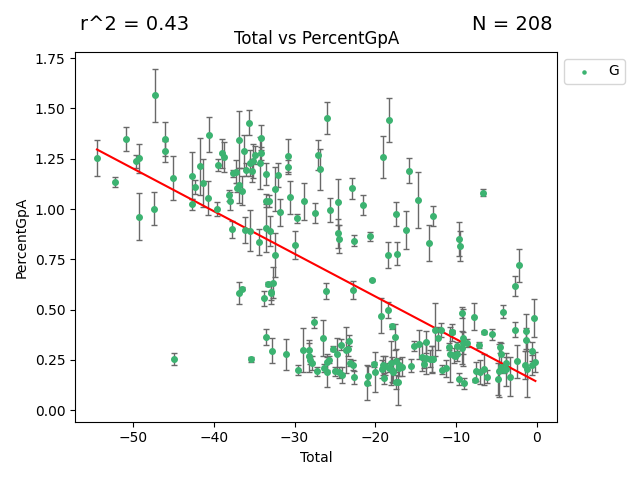 r^2 = 0.43 N = 208
Total vs PercentGpA
G
1.75
1.50
1.25
1.00
0.75
0.50
0.25
0.00
PercentGpA
−50 −40 −30 −20 −10 0
Total